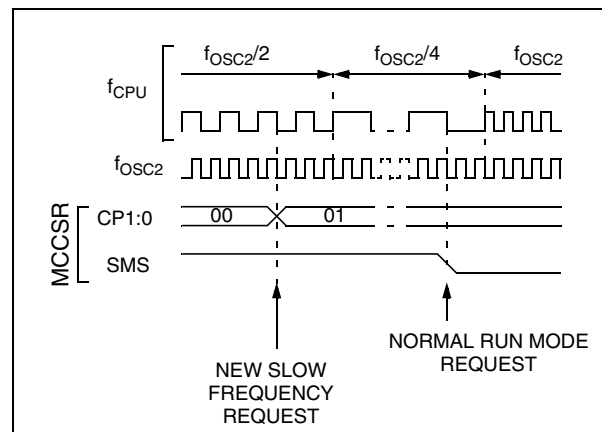 fOSC2/2 fOSC2/4 fOSC2
fCPU
fOSC2
MCCSR
CP1:0 00 01
SMS
NEW SLOW
FREQUENCY
REQUEST
NORMAL RUN MODE
REQUEST